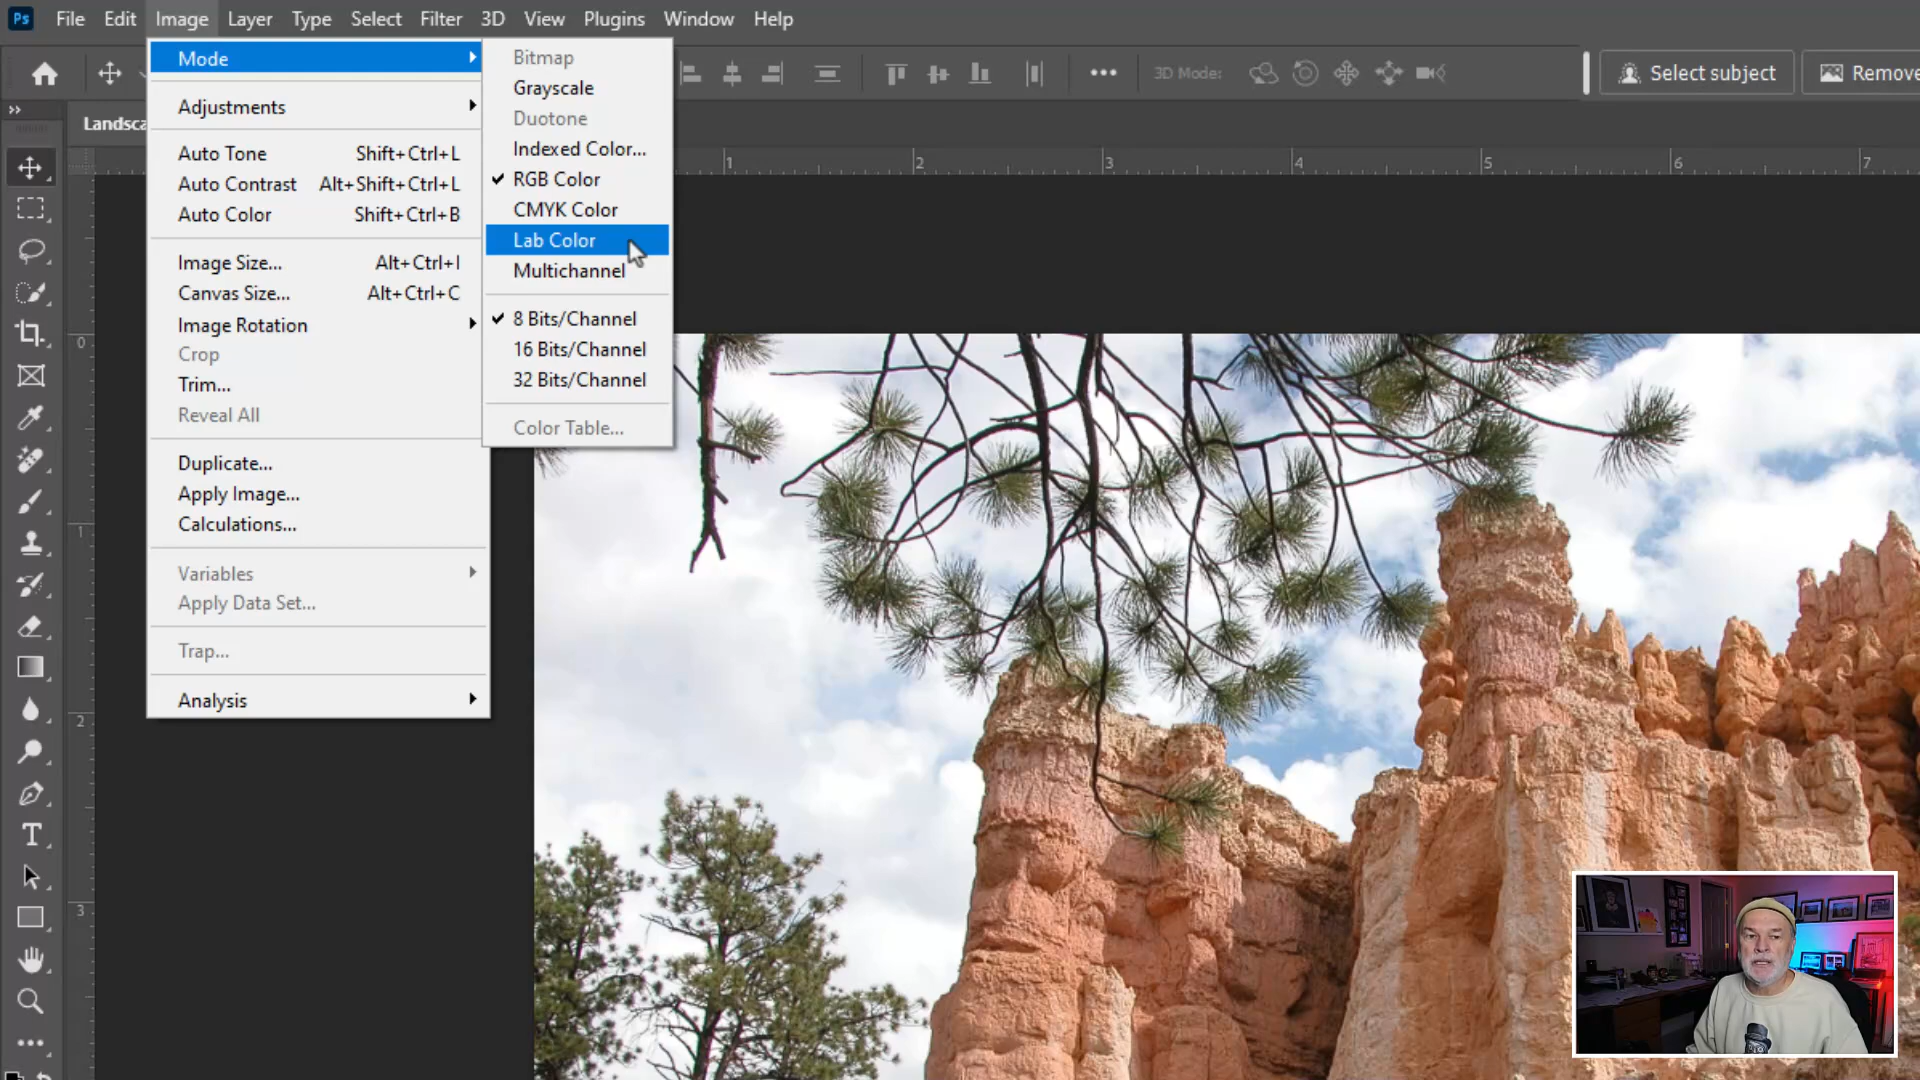 Ps File Edit Image Layer Type Select Filter 3D View Plugins Window Help
3D Mode: Select subject Remove
Landsca
Mode
Adjustments
Auto Tone Shift+Ctrl+L
Auto Contrast Alt+Shift+Ctrl+L
Auto Color Shift+Ctrl+B
Image Size... Alt+Ctrl+I
Canvas Size... Alt+Ctrl+C
Image Rotation
Crop
Trim...
Reveal All
Duplicate...
Apply Image...
Calculations...
Variables
Apply Data Set...
Trap...
Analysis
Bitmap
Grayscale
Duotone
Indexed Color...
RGB Color
CMYK Color
Lab Color
Multichannel
8 Bits/Channel
16 Bits/Channel
32 Bits/Channel
Color Table...
1 2 3 4 5 6 7
0
1
2
3